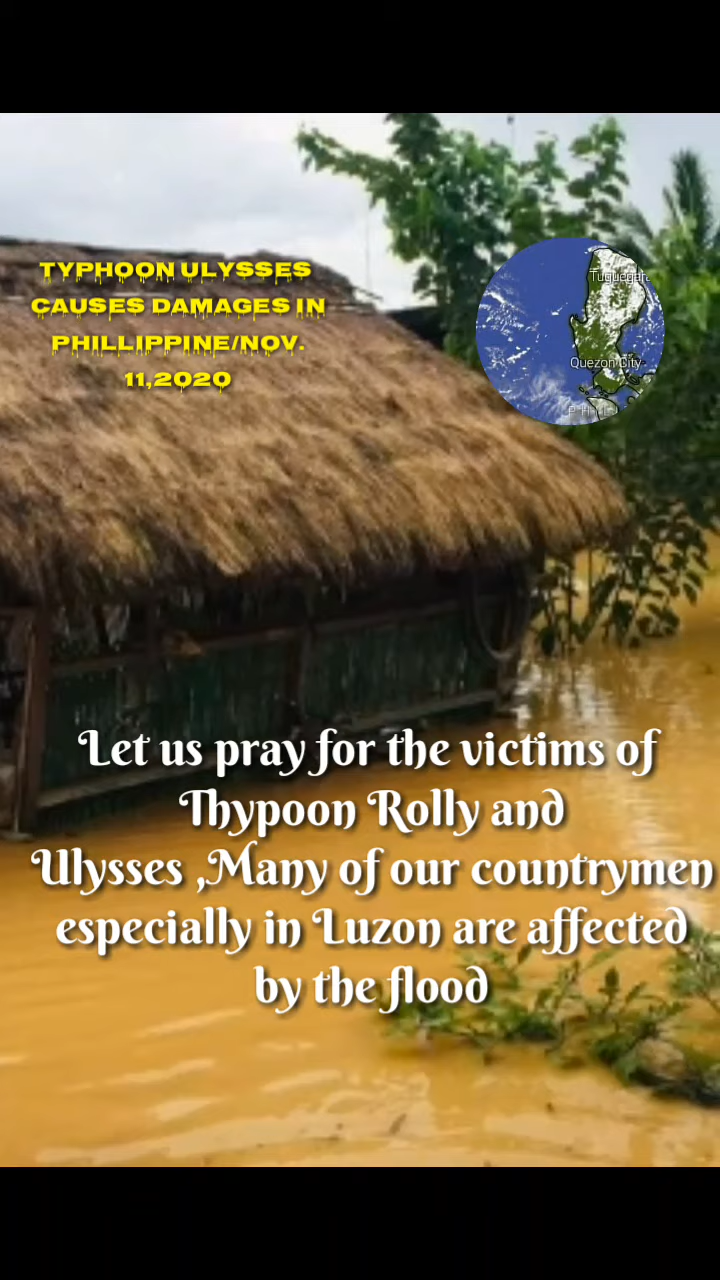 TYPHOON ULYSSES
CAUSES DAMAGES IN
PHILLIPPINE/NOV.
11,2020
Quezon City
Let us pray for the victims of
Thypoon Rolly and
Ulysses ,Many of our countrymen
especially in Luzon are affected
by the flood